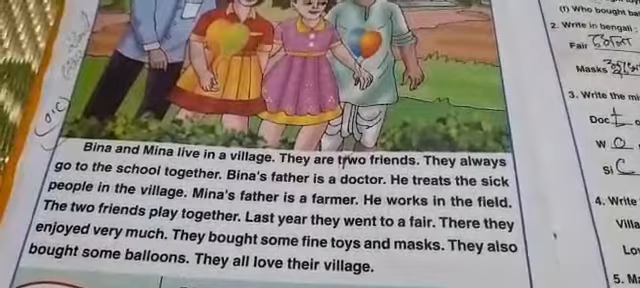 Bina and Mina live in a village. They are two friends. They always
go to the school together. Bina's father is a doctor. He treats the sick
people in the village. Mina's father is a farmer. He works in the field.
The two friends play together. Last year they went to a fair. There they
enjoyed very much. They bought some fine toys and masks. They also
bought some balloons. They all love their village.
(f) Who bought
2. Write in bengali :
Fair
Masks
3. Write the
Doc t
W o
Si c
4. Write
5.